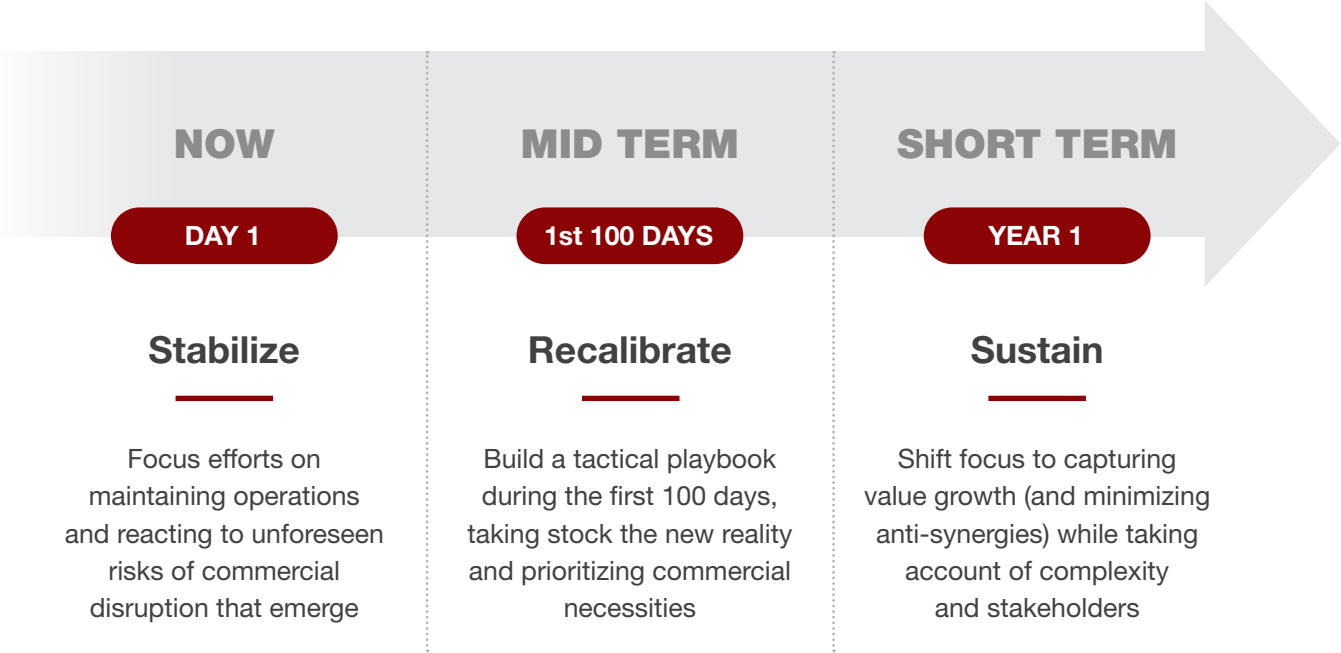 NOW
DAY 1
Stabilize
Focus efforts on
maintaining operations
and reacting to unforeseen
risks of commercial
disruption that emerge
MID TERM
1st 100 DAYS
Recalibrate
Build a tactical playbook
during the first 100 days,
taking stock the new reality
and prioritizing commercial
necessities
SHORT TERM
YEAR 1
Sustain
Shift focus to capturing
value growth (and minimizing
anti-synergies) while taking
account of complexity
and stakeholders